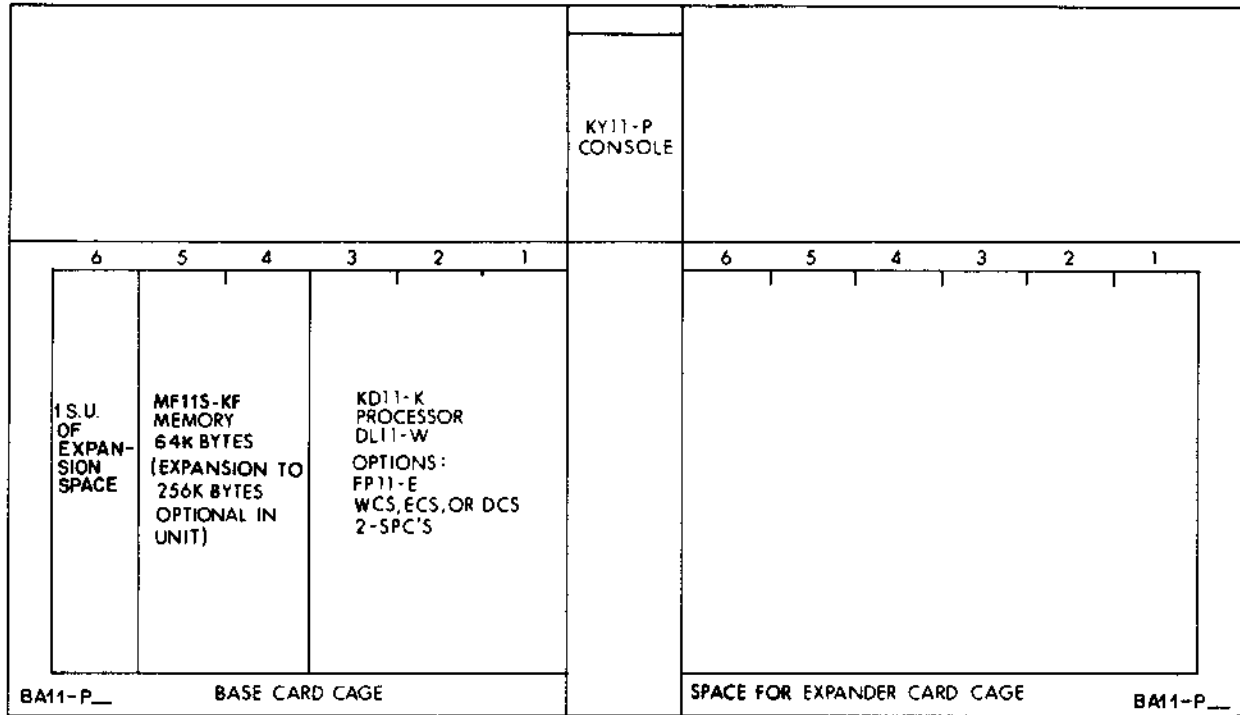 KY11-P
CONSOLE
6 5 4 3 2 1
6 5 4 3 2 1
1 S.U.
OF
EXPAN-
SION
SPACE
MF11S-KF
MEMORY
64K BYTES
(EXPANSION TO
256K BYTES
OPTIONAL IN
UNIT)
KD11-K
PROCESSOR
DL11-W
OPTIONS:
FP11-E
WCS, ECS, OR DCS
2-SPC'S
BA11-P__
BASE CARD CAGE
SPACE FOR EXPANDER CARD CAGE
BA11-P__